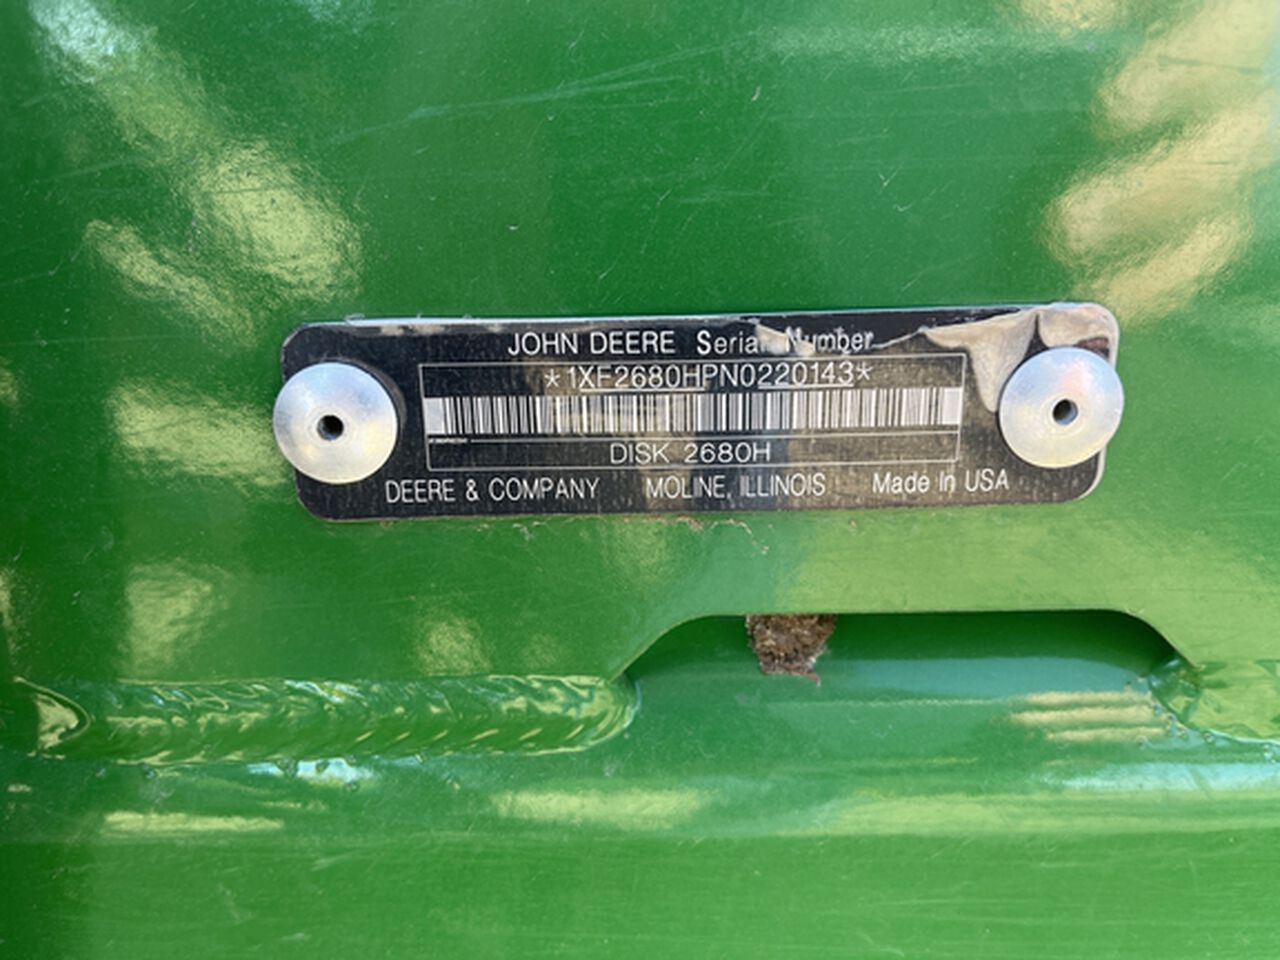 JOHN DEERE Serial Number
*1XF2680HPN0220143*
DISK 2680H
DEERE & COMPANY MOLINE, ILLINOIS Made in USA